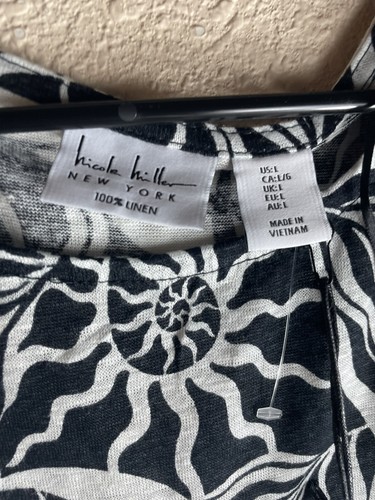 Nicole Miller
NEW YORK
100% LINEN
US: L
CA: L/G
UK: L
EU: L
AU: L
MADE IN
VIETNAM